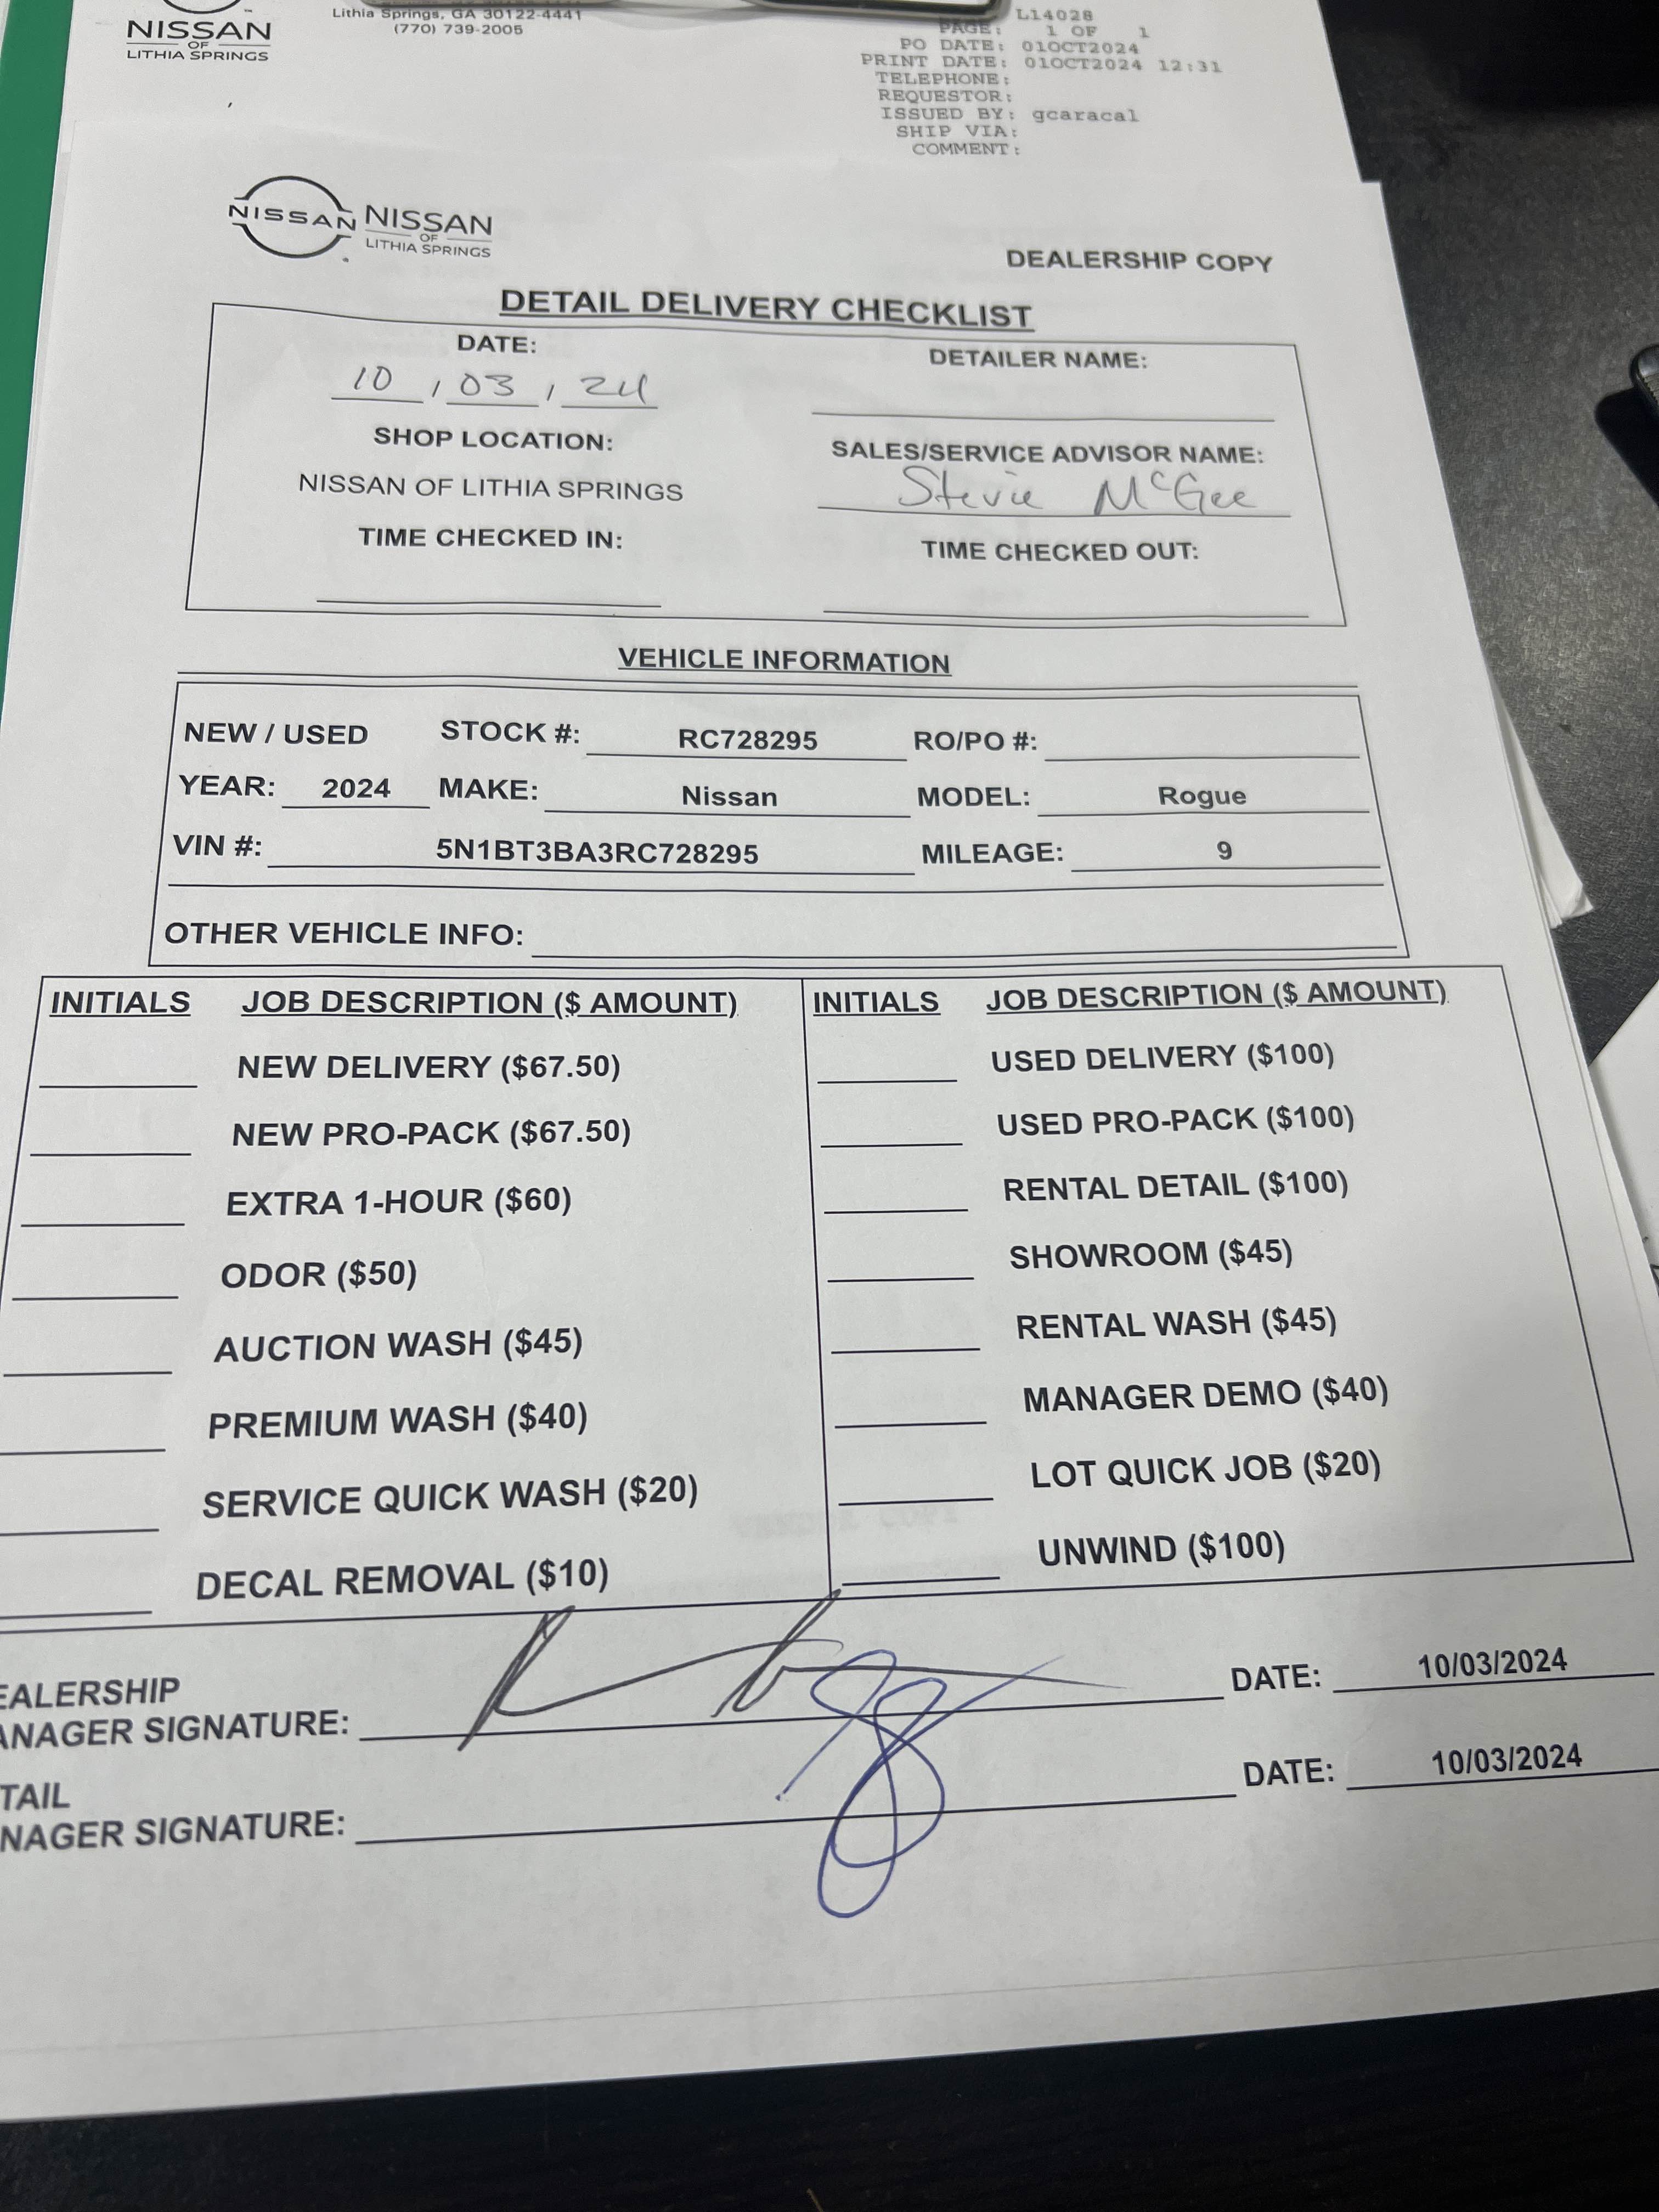 NISSAN
OF
LITHIA SPRINGS
Lithia Springs, GA 30122-4441
(770) 739-2005
L14028
PAGE: 1 OF 1
PO DATE: 01OCT2024
PRINT DATE: 01OCT2024 12:31
TELEPHONE:
REQUESTOR:
ISSUED BY: gcaracal
SHIP VIA:
COMMENT:
NISSAN NISSAN
OF
LITHIA SPRINGS
DEALERSHIP COPY
DETAIL DELIVERY CHECKLIST
DATE: DETAILER NAME:
10 , 03 , 24
SHOP LOCATION: SALES/SERVICE ADVISOR NAME:
NISSAN OF LITHIA SPRINGS Stevie McGee
TIME CHECKED IN: TIME CHECKED OUT:
VEHICLE INFORMATION
NEW / USED STOCK #: RC728295 RO/PO #:
YEAR: 2024 MAKE: Nissan MODEL: Rogue
VIN #: 5N1BT3BA3RC728295 MILEAGE: 9
OTHER VEHICLE INFO:
INITIALS JOB DESCRIPTION ($ AMOUNT) INITIALS JOB DESCRIPTION ($ AMOUNT)
NEW DELIVERY ($67.50) USED DELIVERY ($100)
NEW PRO-PACK ($67.50) USED PRO-PACK ($100)
EXTRA 1-HOUR ($60) RENTAL DETAIL ($100)
ODOR ($50) SHOWROOM ($45)
AUCTION WASH ($45) RENTAL WASH ($45)
PREMIUM WASH ($40) MANAGER DEMO ($40)
SERVICE QUICK WASH ($20) LOT QUICK JOB ($20)
DECAL REMOVAL ($10) UNWIND ($100)
EALERSHIP
ANAGER SIGNATURE: DATE: 10/03/2024
TAIL
NAGER SIGNATURE: DATE: 10/03/2024